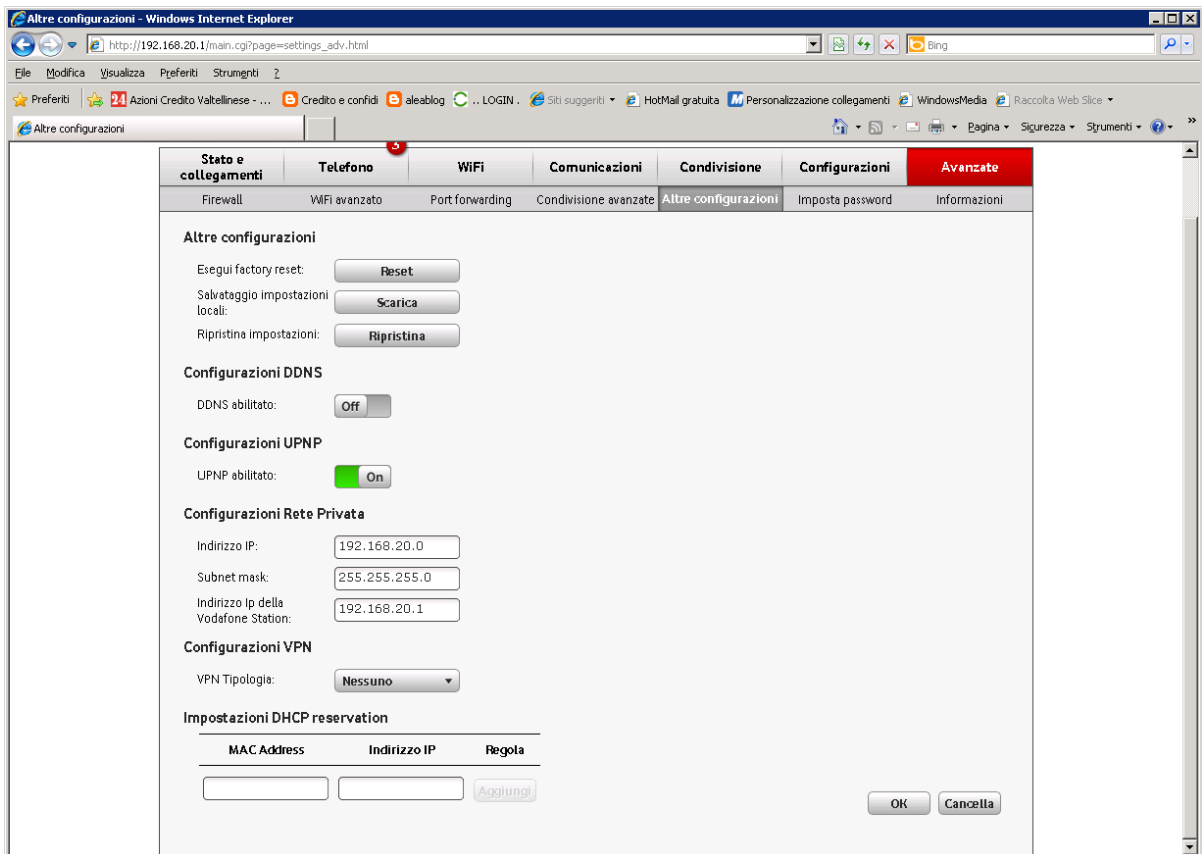 Altre configurazioni - Windows Internet Explorer
http://192.168.20.1/main.cgi?page=settings_adv.html
Bing
File Modifica Visualizza Preferiti Strumenti ?
Preferiti 24 Azioni Credito Valtellinese - ... Credito e confidi aleablog .. LOGIN . Siti suggeriti HotMail gratuita Personalizzazione collegamenti WindowsMedia Raccolta Web Slice
Altre configurazioni
Pagina Sicurezza Strumenti
3
Stato e collegamenti Telefono WiFi Comunicazioni Condivisione Configurazioni Avanzate
Firewall WiFi avanzato Port forwarding Condivisione avanzate Altre configurazioni Imposta password Informazioni
Altre configurazioni
Esegui factory reset: Reset
Salvataggio impostazioni
locali: Scarica
Ripristina impostazioni: Ripristina
Configurazioni DDNS
DDNS abilitato: Off
Configurazioni UPNP
UPNP abilitato: On
Configurazioni Rete Privata
Indirizzo IP: 192.168.20.0
Subnet mask: 255.255.255.0
Indirizzo Ip della
Vodafone Station: 192.168.20.1
Configurazioni VPN
VPN Tipologia: Nessuno
Impostazioni DHCP reservation
MAC Address Indirizzo IP Regola
Aggiungi
OK Cancella